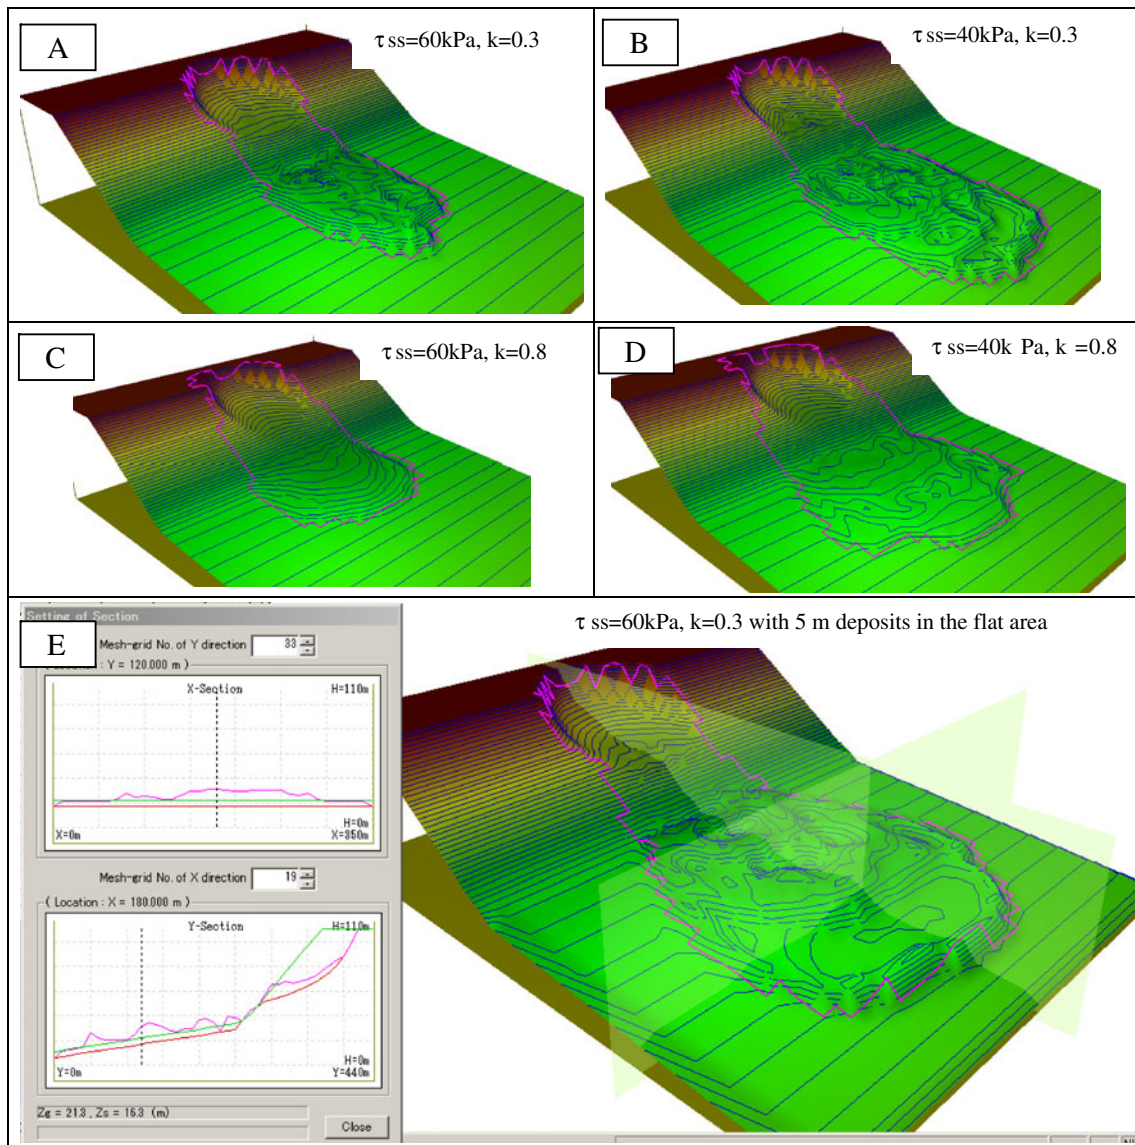 A
τss=60kPa, k=0.3
B
τss=40kPa, k=0.3
C
τss=60kPa, k=0.8
D
τss=40k Pa, k =0.8
τ ss=60kPa, k=0.3 with 5 m deposits in the flat area
Setting of Section
E
Mesh-grid No. of Y direction 33
Location : Y = 120.000 m )
X-Section
H=110m
H=0m
X=0m
X=350m
Mesh-grid No. of X direction 19
( Location : X = 180.000 m )
Y-Section
H=110m
H=0m
Y=0m
Y=440m
Zg = 21.3 , Zs = 16.3 (m)
Close